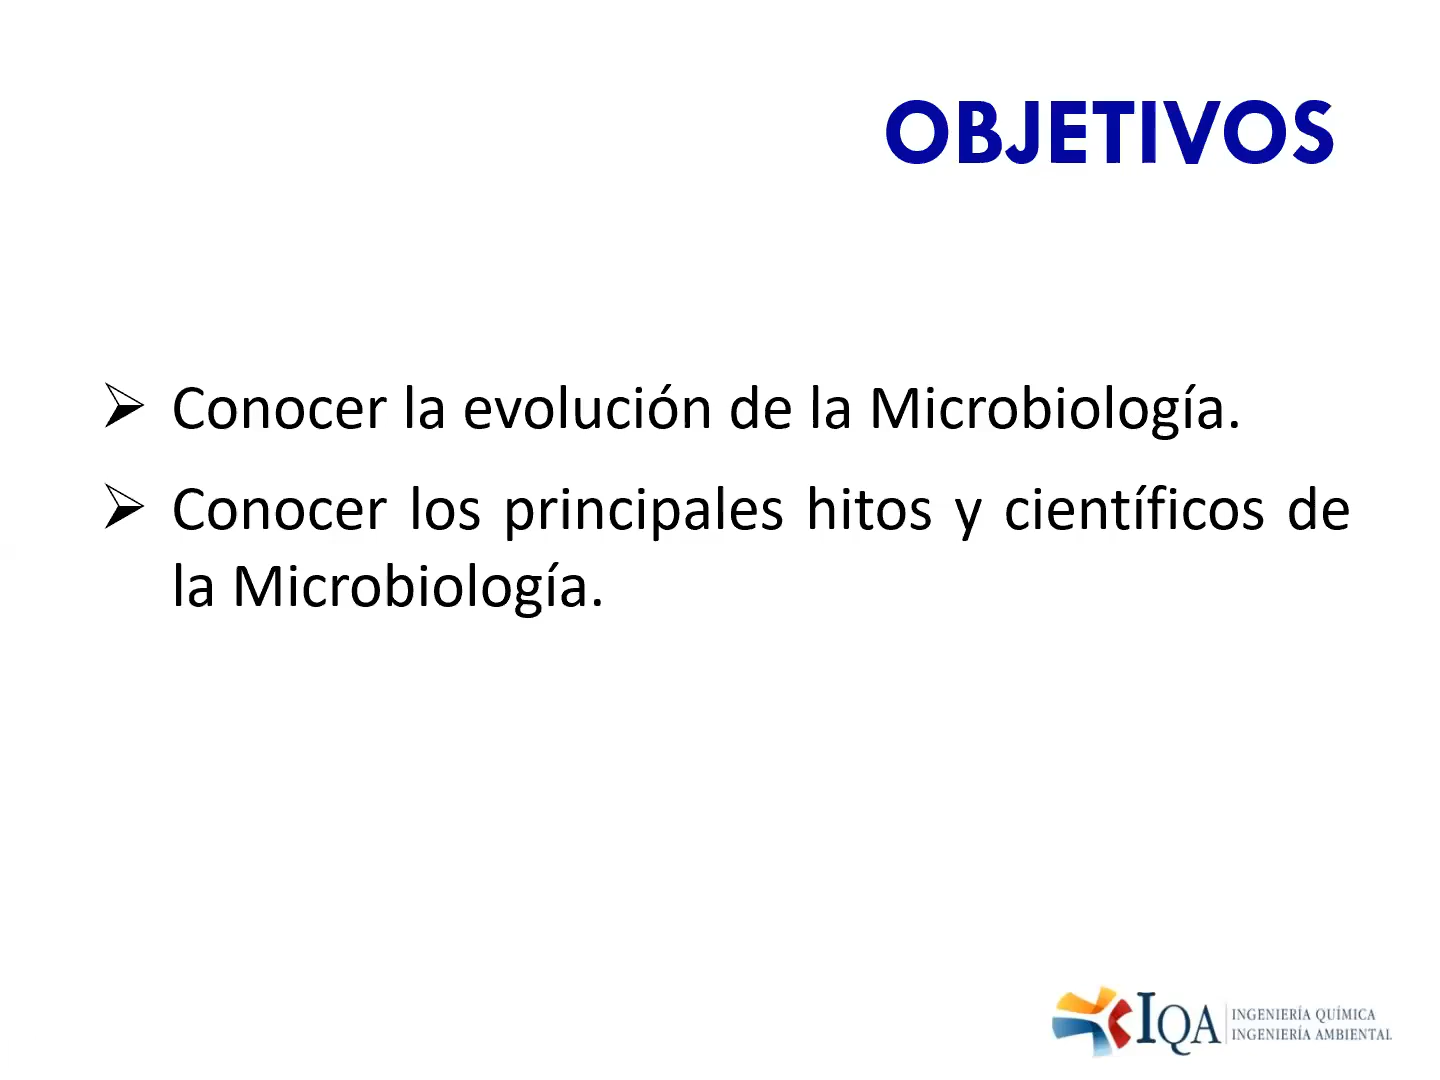 OBJETIVOS
➢ Conocer la evolución de la Microbiología.
➢ Conocer los principales hitos y científicos de
la Microbiología.
IQA
INGENIERÍA QUÍMICA
INGENIERÍA AMBIENTAL